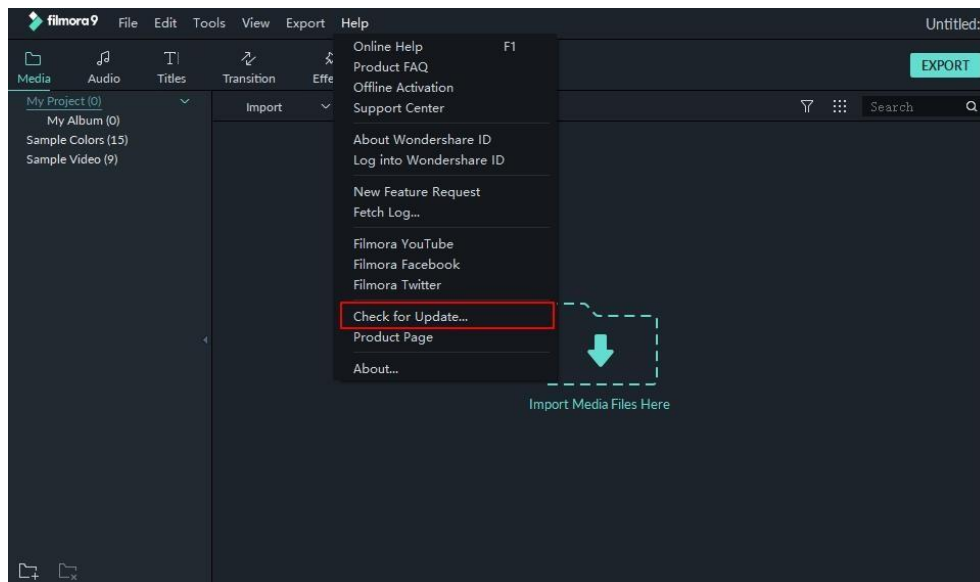 filmora9 File Edit Tools View Export Help Untitled:
Media Audio Titles Transition Effe EXPORT
My Project (0) Import Search
My Album (0)
Sample Colors (15)
Sample Video (9)
Online Help F1
Product FAQ
Offline Activation
Support Center
About Wondershare ID
Log into Wondershare ID
New Feature Request
Fetch Log...
Filmora YouTube
Filmora Facebook
Filmora Twitter
Check for Update...
Product Page
About...
Import Media Files Here